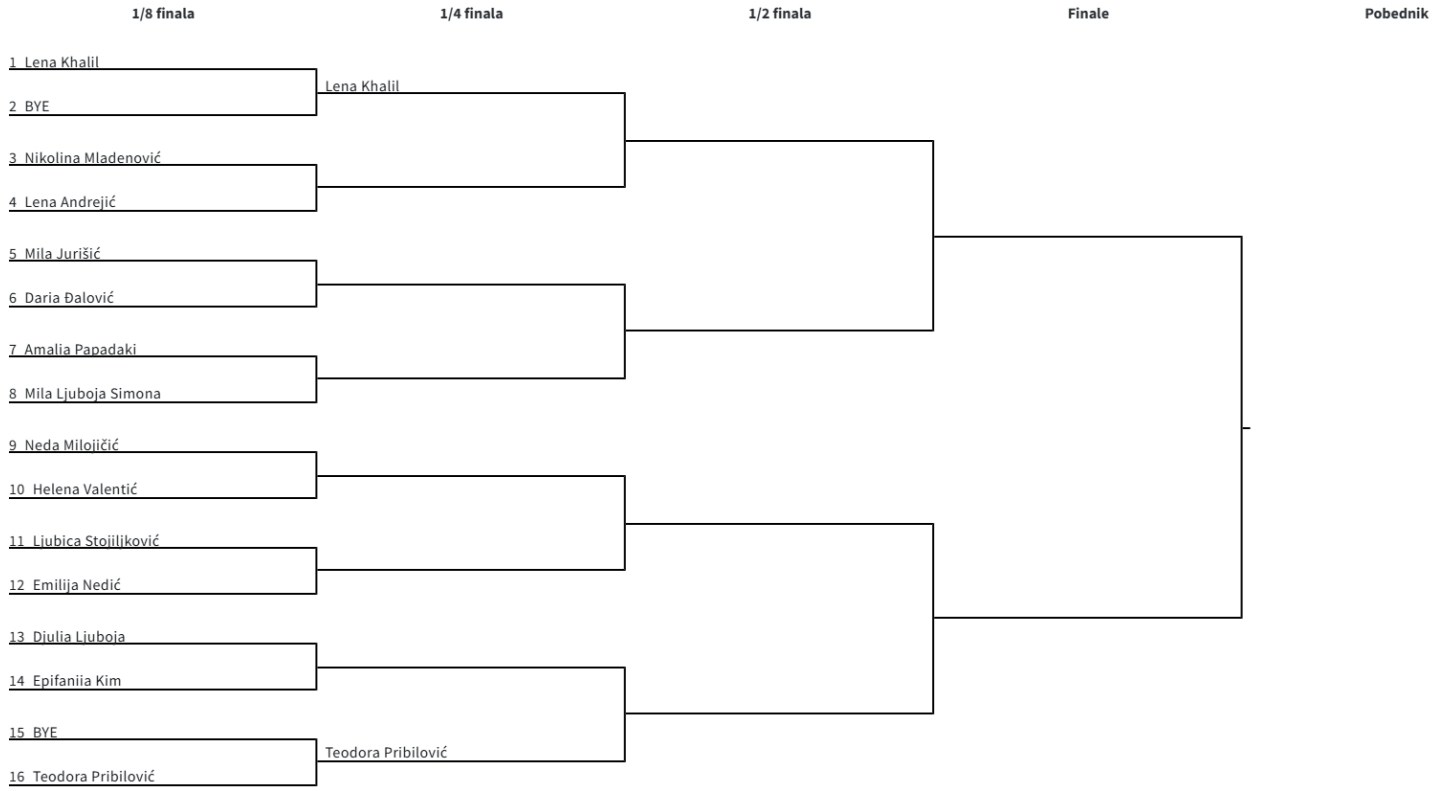 1/8 finala 1/4 finala 1/2 finala Finale Pobednik
1 Lena Khalil
Lena Khalil
2 BYE
3 Nikolina Mladenović
4 Lena Andrejić
5 Mila Jurišić
6 Daria Đalović
7 Amalia Papadaki
8 Mila Ljuboja Simona
9 Neda Milojičić
10 Helena Valentić
11 Ljubica Stojiljković
12 Emilija Nedić
13 Djulia Ljuboja
14 Epifaniia Kim
15 BYE
Teodora Pribilović
16 Teodora Pribilović